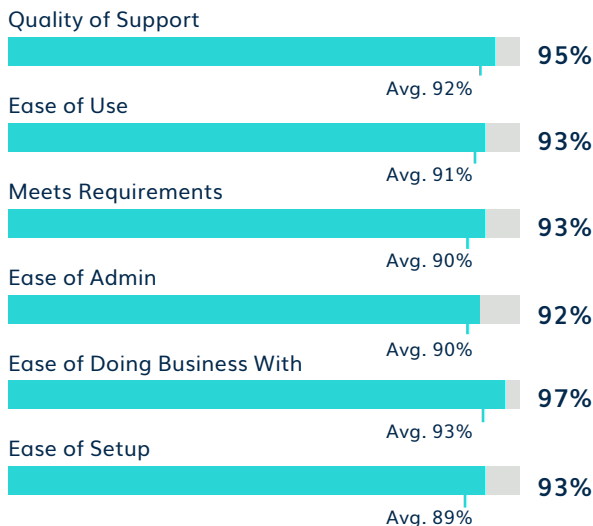 Quality of Support
95%
Avg. 92%
Ease of Use
93%
Avg. 91%
Meets Requirements
93%
Avg. 90%
Ease of Admin
92%
Avg. 90%
Ease of Doing Business With
97%
Avg. 93%
Ease of Setup
93%
Avg. 89%